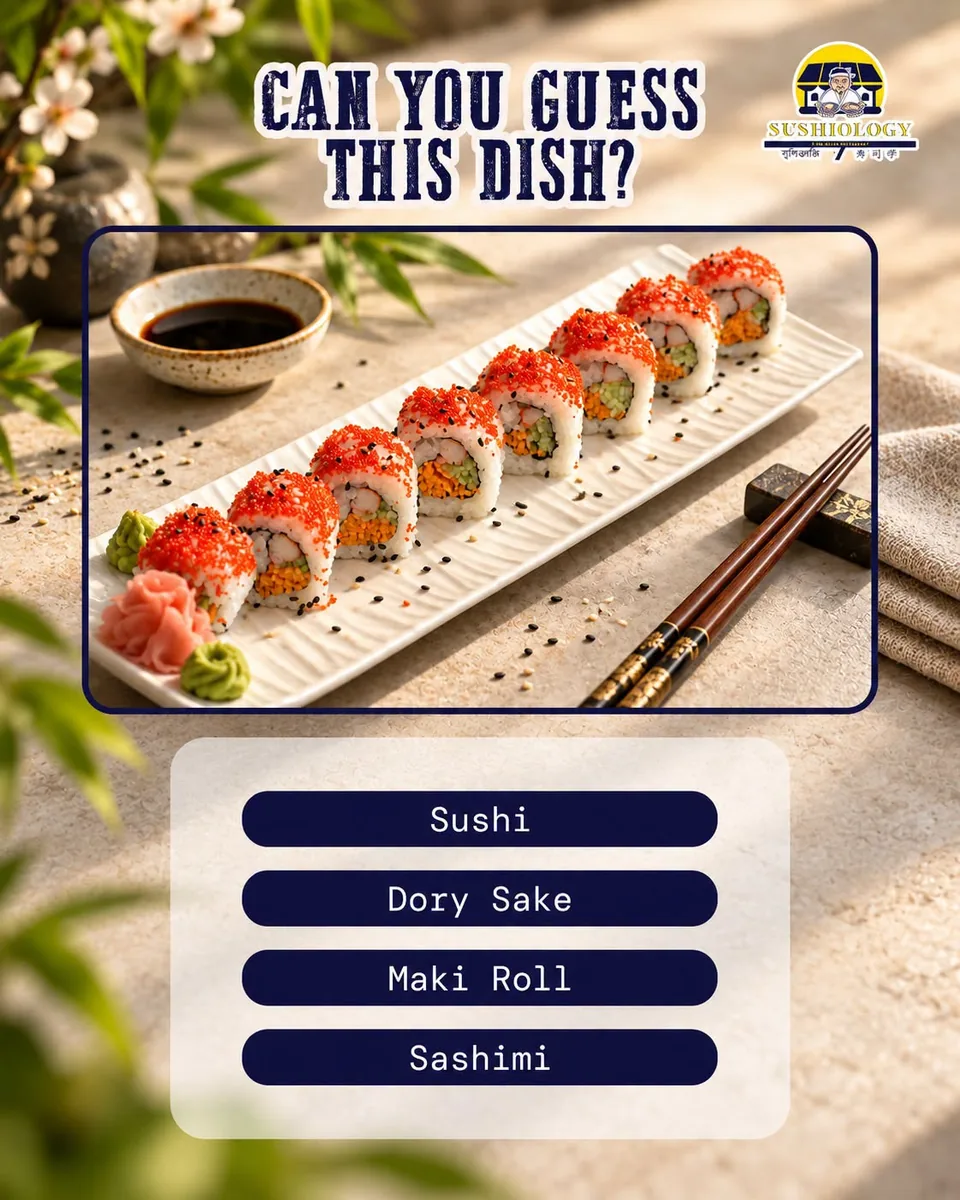 CAN YOU GUESS
THIS DISH?
SUSHIOLOGY
Sushi
Dory Sake
Maki Roll
Sashimi